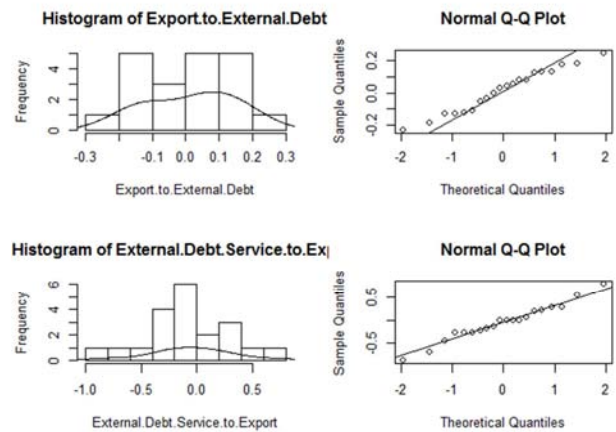 Histogram of Export.to.External.Debt
Frequency
0 2 4
-0.3 -0.1 0.0 0.1 0.2 0.3
Export.to.External.Debt
Normal Q-Q Plot
Sample Quantiles
-0.2 0.0 0.2
-2 -1 0 1 2
Theoretical Quantiles
Histogram of External.Debt.Service.to.Exp
Frequency
0 2 4 6
-1.0 -0.5 0.0 0.5
External.Debt.Service.to.Export
Normal Q-Q Plot
Sample Quantiles
-0.5 0.5
-2 -1 0 1 2
Theoretical Quantiles